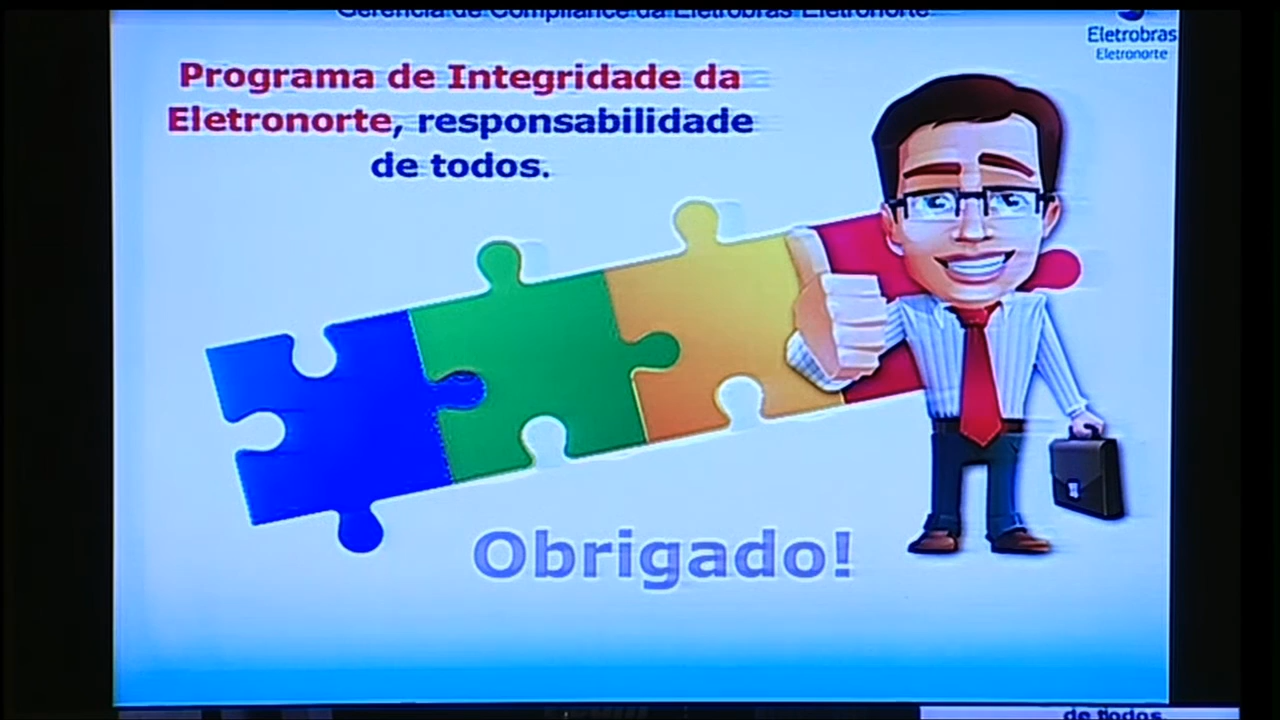 Gerência de Compliance da Eletrobras Eletronorte
Eletrobras
Eletronorte
Programa de Integridade da
Eletronorte, responsabilidade
de todos.
Obrigado!
de todos.